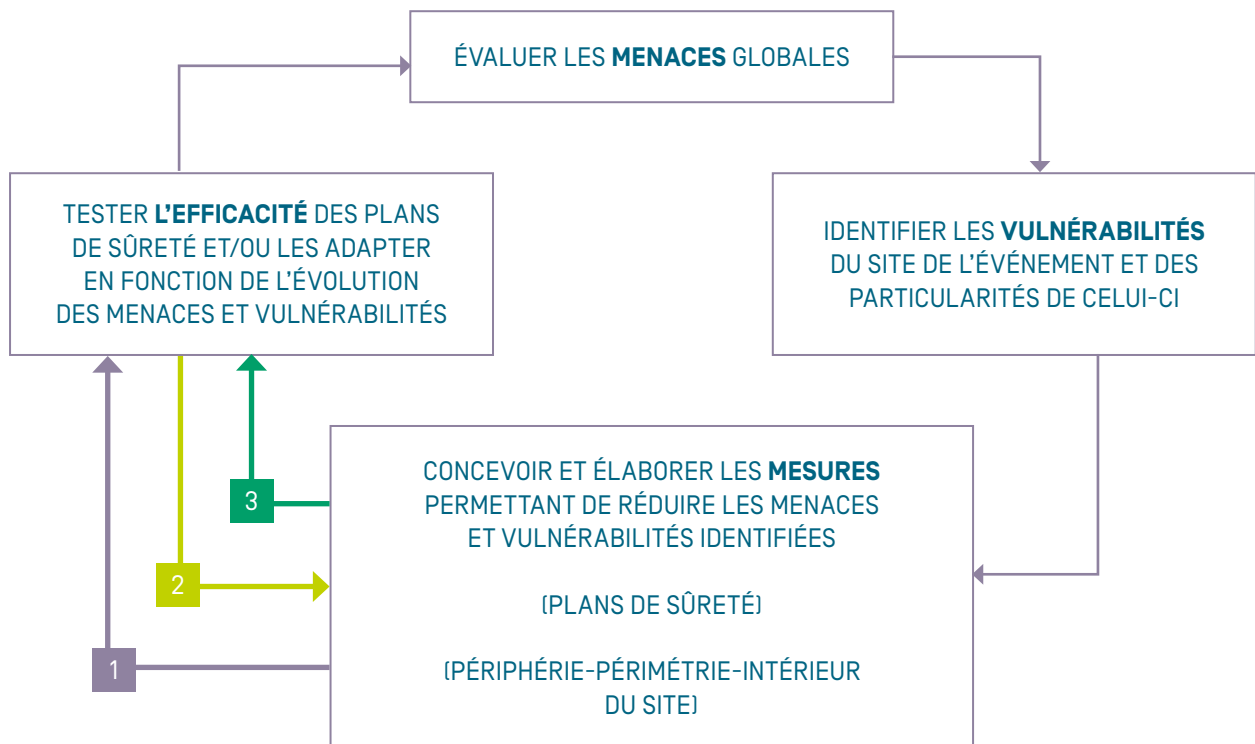 ÉVALUER LES MENACES GLOBALES
TESTER L'EFFICACITÉ DES PLANS
DE SÛRETÉ ET/OU LES ADAPTER
EN FONCTION DE L'ÉVOLUTION
DES MENACES ET VULNÉRABILITÉS
IDENTIFIER LES VULNÉRABILITÉS
DU SITE DE L'ÉVÉNEMENT ET DES
PARTICULARITÉS DE CELUI-CI
CONCEVOIR ET ÉLABORER LES MESURES
PERMETTANT DE RÉDUIRE LES MENACES
ET VULNÉRABILITÉS IDENTIFIÉES
(PLANS DE SÛRETÉ)
(PÉRIPHÉRIE-PÉRIMÉTRIE-INTÉRIEUR
DU SITE)
3
2
1